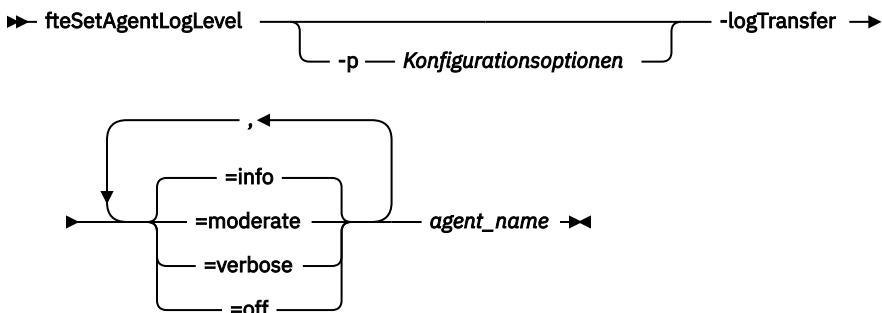 fteSetAgentLogLevel -logTransfer
-p Konfigurationsoptionen
,
=info
=moderate agent_name
=verbose
=off